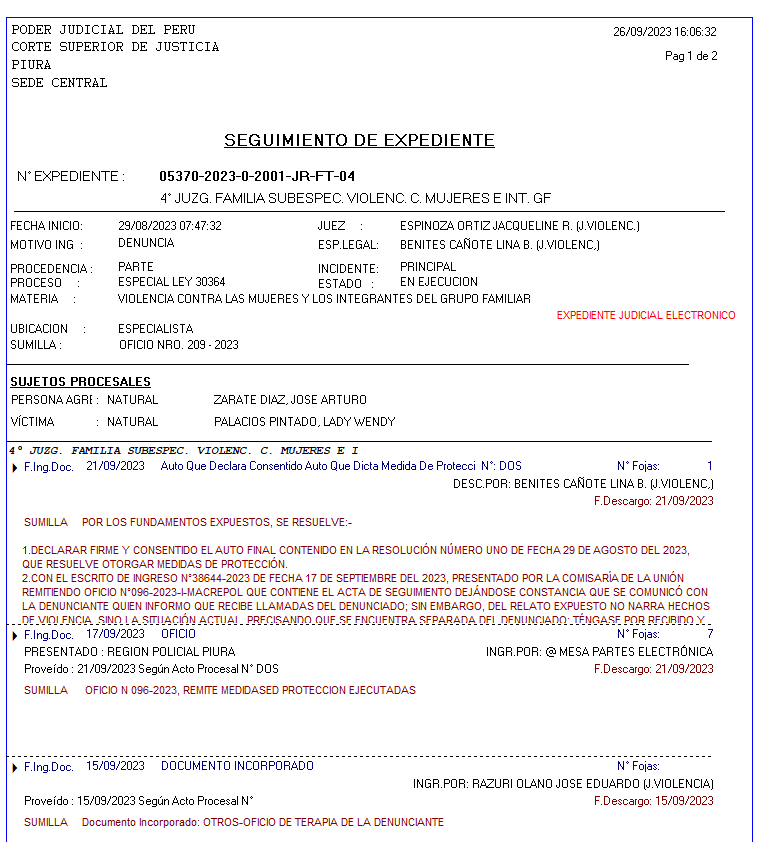 PODER JUDICIAL DEL PERU 26/09/2023 16:06:32
CORTE SUPERIOR DE JUSTICIA
PIURA Pag 1 de 2
SEDE CENTRAL
SEGUIMIENTO DE EXPEDIENTE
N° EXPEDIENTE : 05370-2023-0-2001-JR-FT-04
4° JUZG. FAMILIA SUBESPEC. VIOLENC. C. MUJERES E INT. GF
FECHA INICIO: 29/08/2023 07:47:32 JUEZ : ESPINOZA ORTIZ JACQUELINE R. (J.VIOLENC.)
MOTIVO ING : DENUNCIA ESP.LEGAL: BENITES CAÑOTE LINA B. (J.VIOLENC,)
PROCEDENCIA : PARTE INCIDENTE: PRINCIPAL
PROCESO : ESPECIAL LEY 30364 ESTADO : EN EJECUCION
MATERIA : VIOLENCIA CONTRA LAS MUJERES Y LOS INTEGRANTES DEL GRUPO FAMILIAR
EXPEDIENTE JUDICIAL ELECTRONICO
UBICACION : ESPECIALISTA
SUMILLA : OFICIO NRO. 209 - 2023
SUJETOS PROCESALES
PERSONA AGRE : NATURAL ZARATE DIAZ, JOSE ARTURO
VÍCTIMA : NATURAL PALACIOS PINTADO, LADY WENDY
4° JUZG. FAMILIA SUBESPEC. VIOLENC. C. MUJERES E I
F.Ing.Doc. 21/09/2023 Auto Que Declara Consentido Auto Que Dicta Medida De Protecci N°: DOS N° Fojas: 1
DESC.POR: BENITES CAÑOTE LINA B. (J.VIOLENC,)
F.Descargo: 21/09/2023
SUMILLA POR LOS FUNDAMENTOS EXPUESTOS, SE RESUELVE:-
1.DECLARAR FIRME Y CONSENTIDO EL AUTO FINAL CONTENIDO EN LA RESOLUCIÓN NÚMERO UNO DE FECHA 29 DE AGOSTO DEL 2023,
QUE RESUELVE OTORGAR MEDIDAS DE PROTECCIÓN.
2.CON EL ESCRITO DE INGRESO N°38644-2023 DE FECHA 17 DE SEPTIEMBRE DEL 2023, PRESENTADO POR LA COMISARÍA DE LA UNIÓN
REMITIENDO OFICIO N°096-2023-I-MACREPOL QUE CONTIENE EL ACTA DE SEGUIMIENTO DEJÁNDOSE CONSTANCIA QUE SE COMUNICÓ CON
LA DENUNCIANTE QUIEN INFORMO QUE RECIBE LLAMADAS DEL DENUNCIADO; SIN EMBARGO, DEL RELATO EXPUESTO NO NARRA HECHOS
DE VIOLENCIA, SINO LA SITUACIÓN ACTUAL, PRECISANDO QUE SE ENCUENTRA SEPARADA DEL DENUNCIADO; TÉNGASE POR RECIBIDO Y
F.Ing.Doc. 17/09/2023 OFICIO N° Fojas: 7
PRESENTADO : REGION POLICIAL PIURA INGR.POR: @ MESA PARTES ELECTRÓNICA
Proveído : 21/09/2023 Según Acto Procesal N° DOS F.Descargo: 21/09/2023
SUMILLA OFICIO N 096-2023, REMITE MEDIDASED PROTECCION EJECUTADAS
F.Ing.Doc. 15/09/2023 DOCUMENTO INCORPORADO N° Fojas:
INGR.POR: RAZURI OLANO JOSE EDUARDO (J.VIOLENCIA)
Proveído : 15/09/2023 Según Acto Procesal N° F.Descargo: 15/09/2023
SUMILLA Documento Incorporado: OTROS-OFICIO DE TERAPIA DE LA DENUNCIANTE